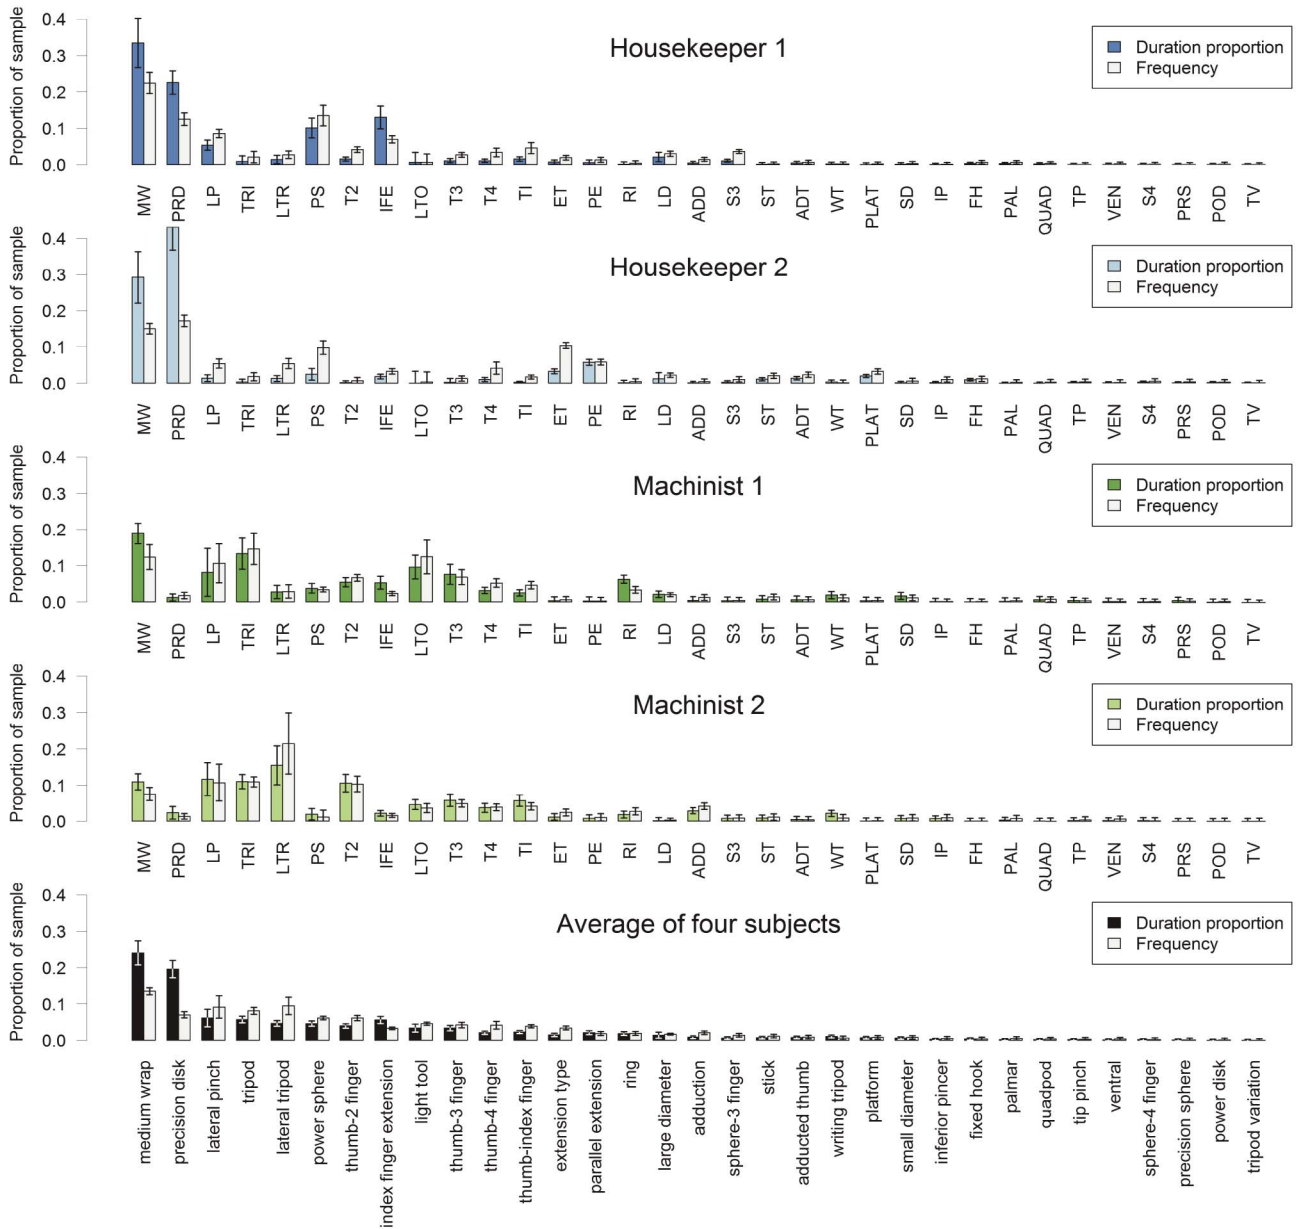 Housekeeper 1
Proportion of sample
0.4
0.3
0.2
0.1
0.0
Duration proportion
Frequency
MW PRD LP TRI LTR PS T2 IFE LTO T3 T4 TI ET PE RI LD ADD S3 ST ADT WT PLAT SD IP FH PAL QUAD TP VEN S4 PRS POD TV
Housekeeper 2
Proportion of sample
0.4
0.3
0.2
0.1
0.0
Duration proportion
Frequency
MW PRD LP TRI LTR PS T2 IFE LTO T3 T4 TI ET PE RI LD ADD S3 ST ADT WT PLAT SD IP FH PAL QUAD TP VEN S4 PRS POD TV
Machinist 1
Proportion of sample
0.4
0.3
0.2
0.1
0.0
Duration proportion
Frequency
MW PRD LP TRI LTR PS T2 IFE LTO T3 T4 TI ET PE RI LD ADD S3 ST ADT WT PLAT SD IP FH PAL QUAD TP VEN S4 PRS POD TV
Machinist 2
Proportion of sample
0.4
0.3
0.2
0.1
0.0
Duration proportion
Frequency
MW PRD LP TRI LTR PS T2 IFE LTO T3 T4 TI ET PE RI LD ADD S3 ST ADT WT PLAT SD IP FH PAL QUAD TP VEN S4 PRS POD TV
Average of four subjects
Proportion of sample
0.4
0.3
0.2
0.1
0.0
Duration proportion
Frequency
medium wrap
precision disk
lateral pinch
tripod
lateral tripod
power sphere
thumb-2 finger
index finger extension
light tool
thumb-3 finger
thumb-4 finger
thumb-index finger
extension type
parallel extension
ring
large diameter
adduction
sphere-3 finger
stick
adducted thumb
writing tripod
platform
small diameter
inferior pincer
fixed hook
palmar
quadpod
tip pinch
ventral
sphere-4 finger
precision sphere
power disk
tripod variation